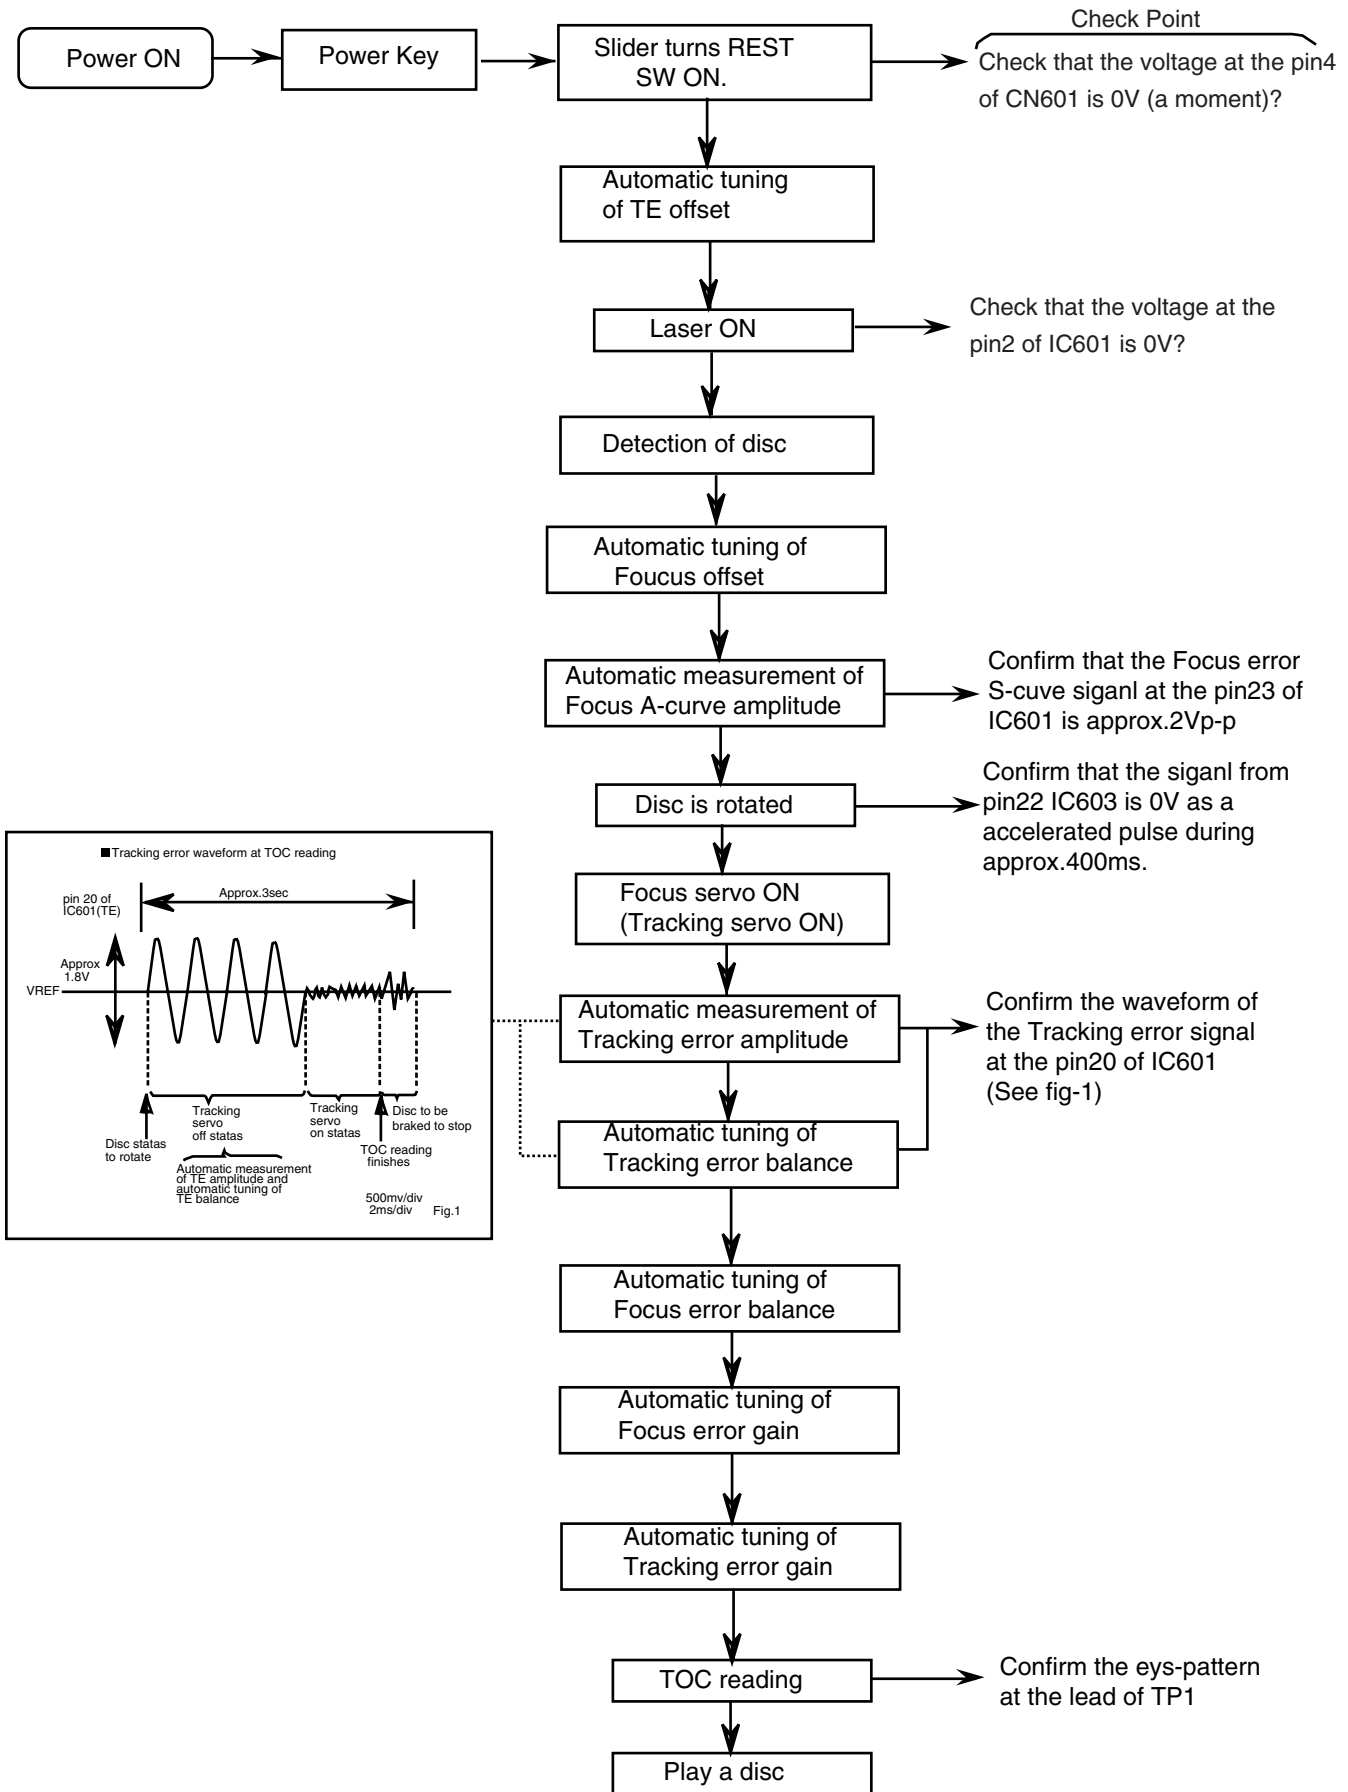 Check Point
Power ON
Power Key
Slider turns REST
SW ON.
Check that the voltage at the pin4
of CN601 is 0V (a moment)?
Automatic tuning
of TE offset
Laser ON
Check that the voltage at the
pin2 of IC601 is 0V?
Detection of disc
Automatic tuning of
Foucus offset
Automatic measurement of
Focus A-curve amplitude
Confirm that the Focus error
S-cuve siganl at the pin23 of
IC601 is approx.2Vp-p
Disc is rotated
Confirm that the siganl from
pin22 IC603 is 0V as a
accelerated pulse during
approx.400ms.
Focus servo ON
(Tracking servo ON)
Automatic measurement of
Tracking error amplitude
Confirm the waveform of
the Tracking error signal
at the pin20 of IC601
(See fig-1)
Automatic tuning of
Tracking error balance
■Tracking error waveform at TOC reading
pin 20 of
IC601(TE)
Approx.3sec
Approx
1.8V
VREF
Disc statas
to rotate
Tracking
servo
off statas
Tracking
servo
on statas
Disc to be
braked to stop
TOC reading
finishes
Automatic measurement
of TE amplitude and
automatic tuning of
TE balance
500mv/div
2ms/div
Fig.1
Automatic tuning of
Focus error balance
Automatic tuning of
Focus error gain
Automatic tuning of
Tracking error gain
TOC reading
Confirm the eys-pattern
at the lead of TP1
Play a disc